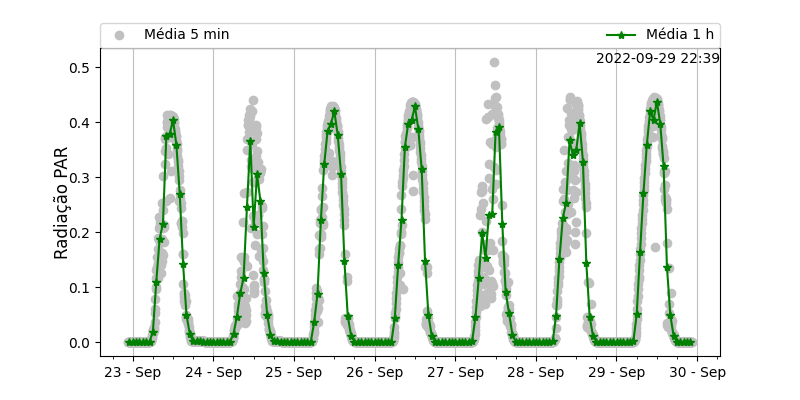 Média 5 min
Média 1 h
2022-09-29 22:39
Radiação PAR
0.5
0.4
0.3
0.2
0.1
0.0
23 - Sep
24 - Sep
25 - Sep
26 - Sep
27 - Sep
28 - Sep
29 - Sep
30 - Sep